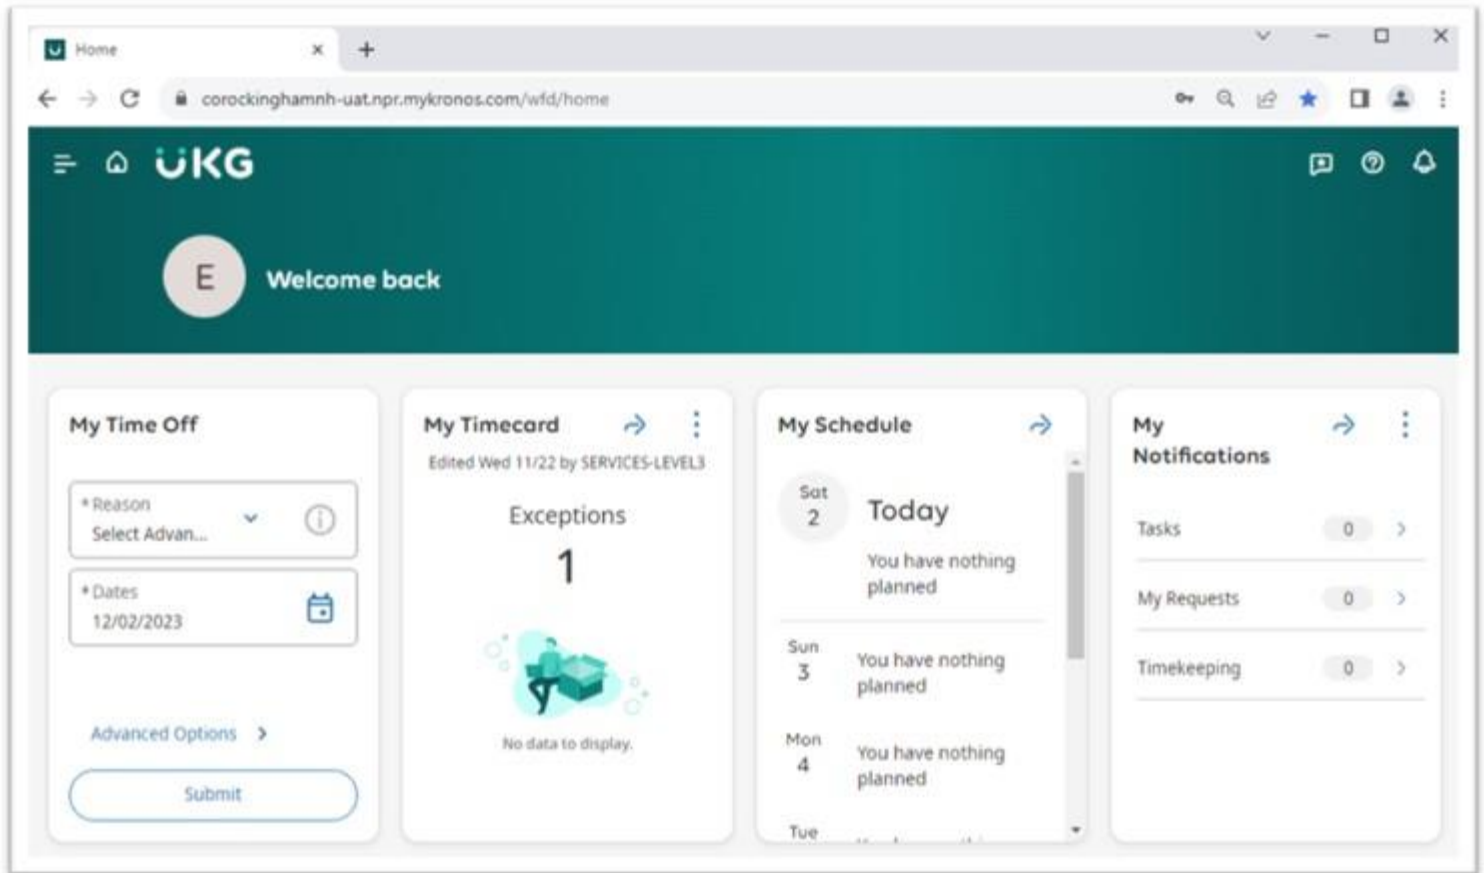 Home
corockinghamnh-uat.npr.mykronos.com/wfd/home
UKG
E
Welcome back
My Time Off
*Reason
Select Advan...
*Dates
12/02/2023
Advanced Options
Submit
My Timecard
Edited Wed 11/22 by SERVICES-LEVEL3
Exceptions
1
No data to display.
My Schedule
Sat
2
Today
You have nothing
planned
Sun
3
You have nothing
planned
Mon
4
You have nothing
planned
Tue
My
Notifications
Tasks 0
My Requests 0
Timekeeping 0